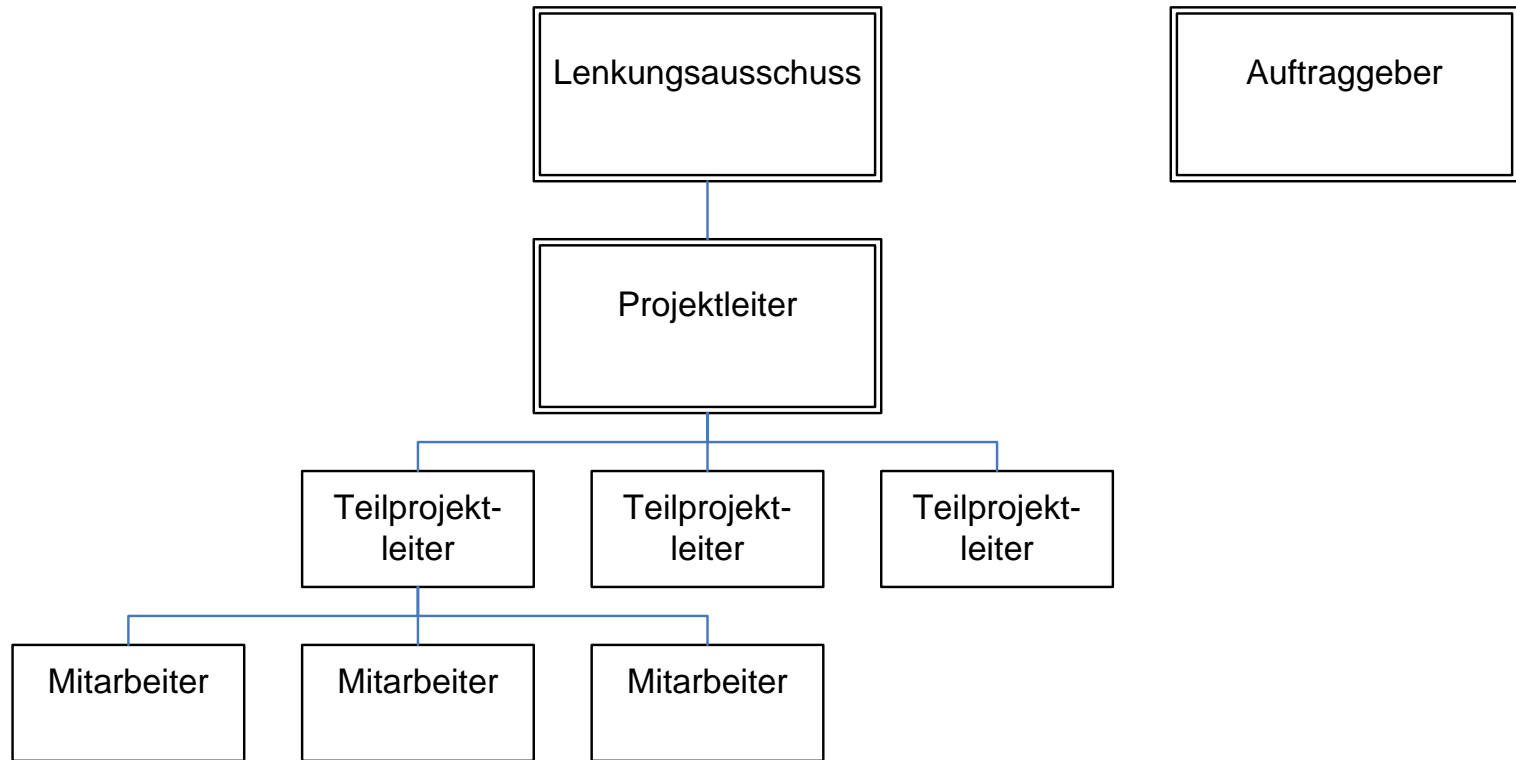 Lenkungsausschuss
Auftraggeber
Projektleiter
Teilprojekt-
leiter
Teilprojekt-
leiter
Teilprojekt-
leiter
Mitarbeiter
Mitarbeiter
Mitarbeiter